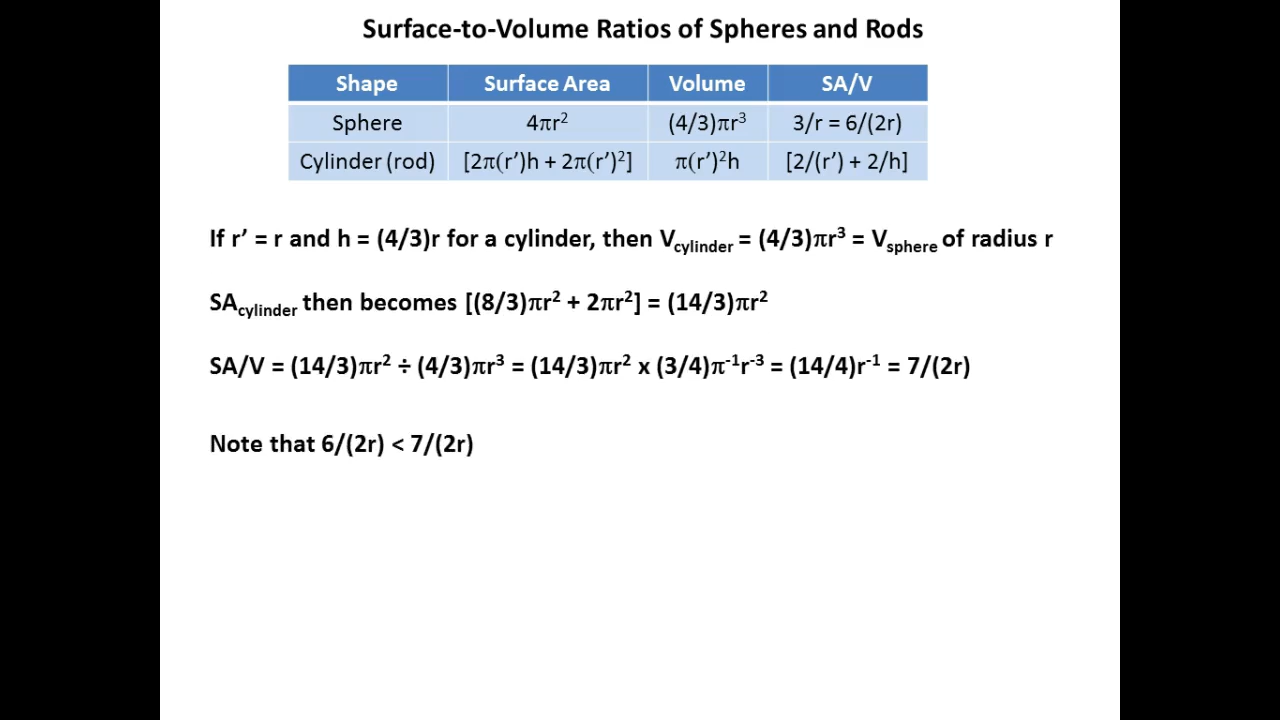 Surface-to-Volume Ratios of Spheres and Rods
Shape Surface Area Volume SA/V
Sphere 4πr² (4/3)πr³ 3/r = 6/(2r)
Cylinder (rod) [2π(r’)h + 2π(r’)²] π(r’)²h [2/(r’) + 2/h]
If r’ = r and h = (4/3)r for a cylinder, then Vcylinder = (4/3)πr³ = Vsphere of radius r
SAcylinder then becomes [(8/3)πr² + 2πr²] = (14/3)πr²
SA/V = (14/3)πr² ÷ (4/3)πr³ = (14/3)πr² x (3/4)π⁻¹r⁻³ = (14/4)r⁻¹ = 7/(2r)
Note that 6/(2r) < 7/(2r)